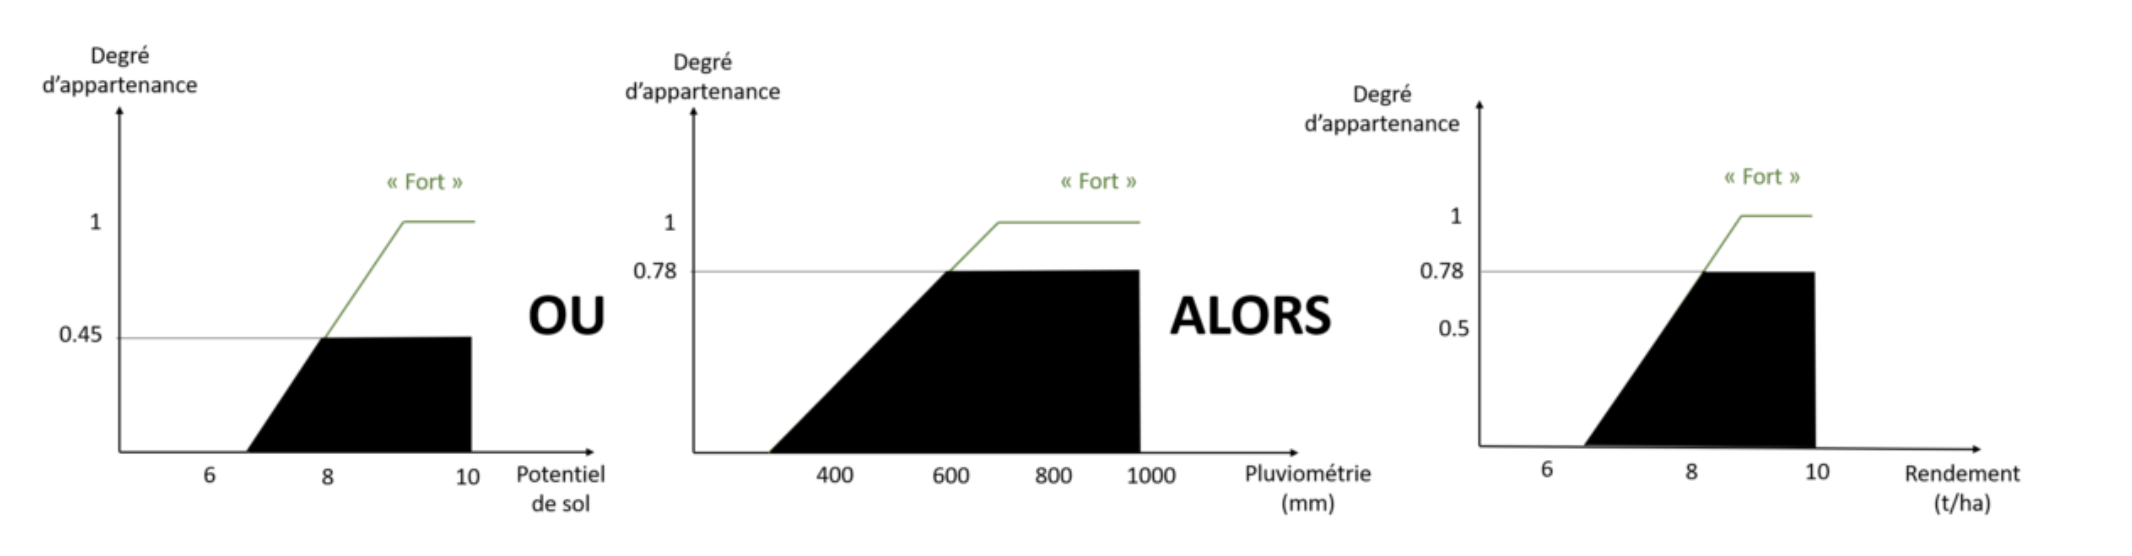 Degré
d'appartenance
« Fort »
1
0.45
6
8
10
Potentiel
de sol
OU
Degré
d'appartenance
« Fort »
1
0.78
400
600
800
1000
Pluviométrie
(mm)
ALORS
Degré
d'appartenance
« Fort »
1
0.78
0.5
6
8
10
Rendement
(t/ha)